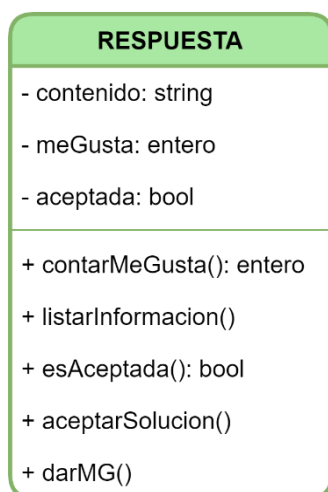 RESPUESTA
- contenido: string
- meGusta: entero
- aceptada: bool
+ contarMeGusta(): entero
+ listarInformacion()
+ esAceptada(): bool
+ aceptarSolucion()
+ darMG()